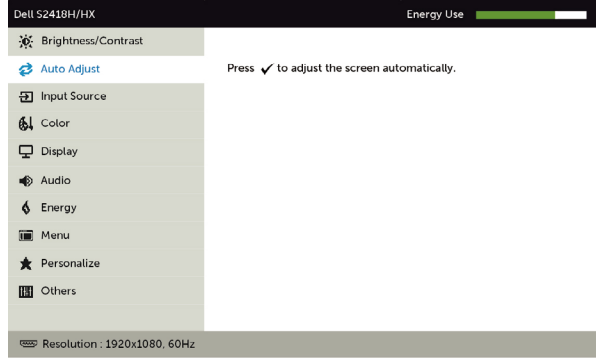 Dell S2418H/HX Energy Use
Brightness/Contrast
Auto Adjust Press ✓ to adjust the screen automatically.
Input Source
Color
Display
Audio
Energy
Menu
Personalize
Others
Resolution : 1920x1080, 60Hz